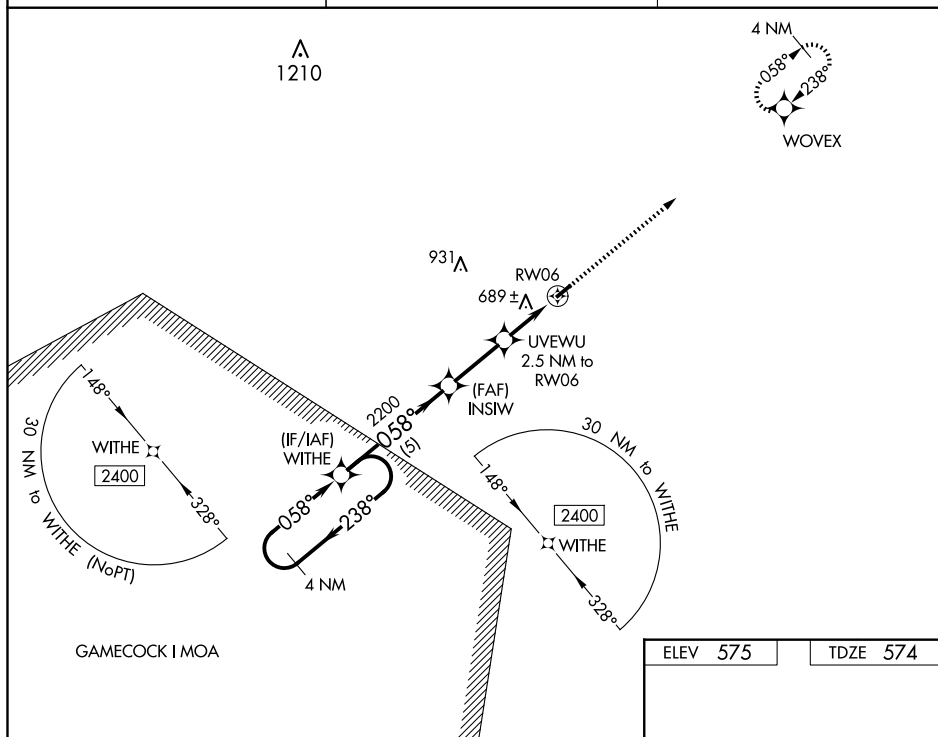 1210
4 NM
058°
238°
WOVEX
931
RW06
689 ±
UVEWU
2.5 NM to
RW06
(FAF)
INSIW
2200
058°
(5)
(IF/IAF)
WITHE
058°
238°
4 NM
148°
WITHE
2400
328°
30 NM to WITHE (NoPT)
30 NM to WITHE
148°
2400
WITHE
328°
GAMECOCK I MOA
ELEV 575
TDZE 574